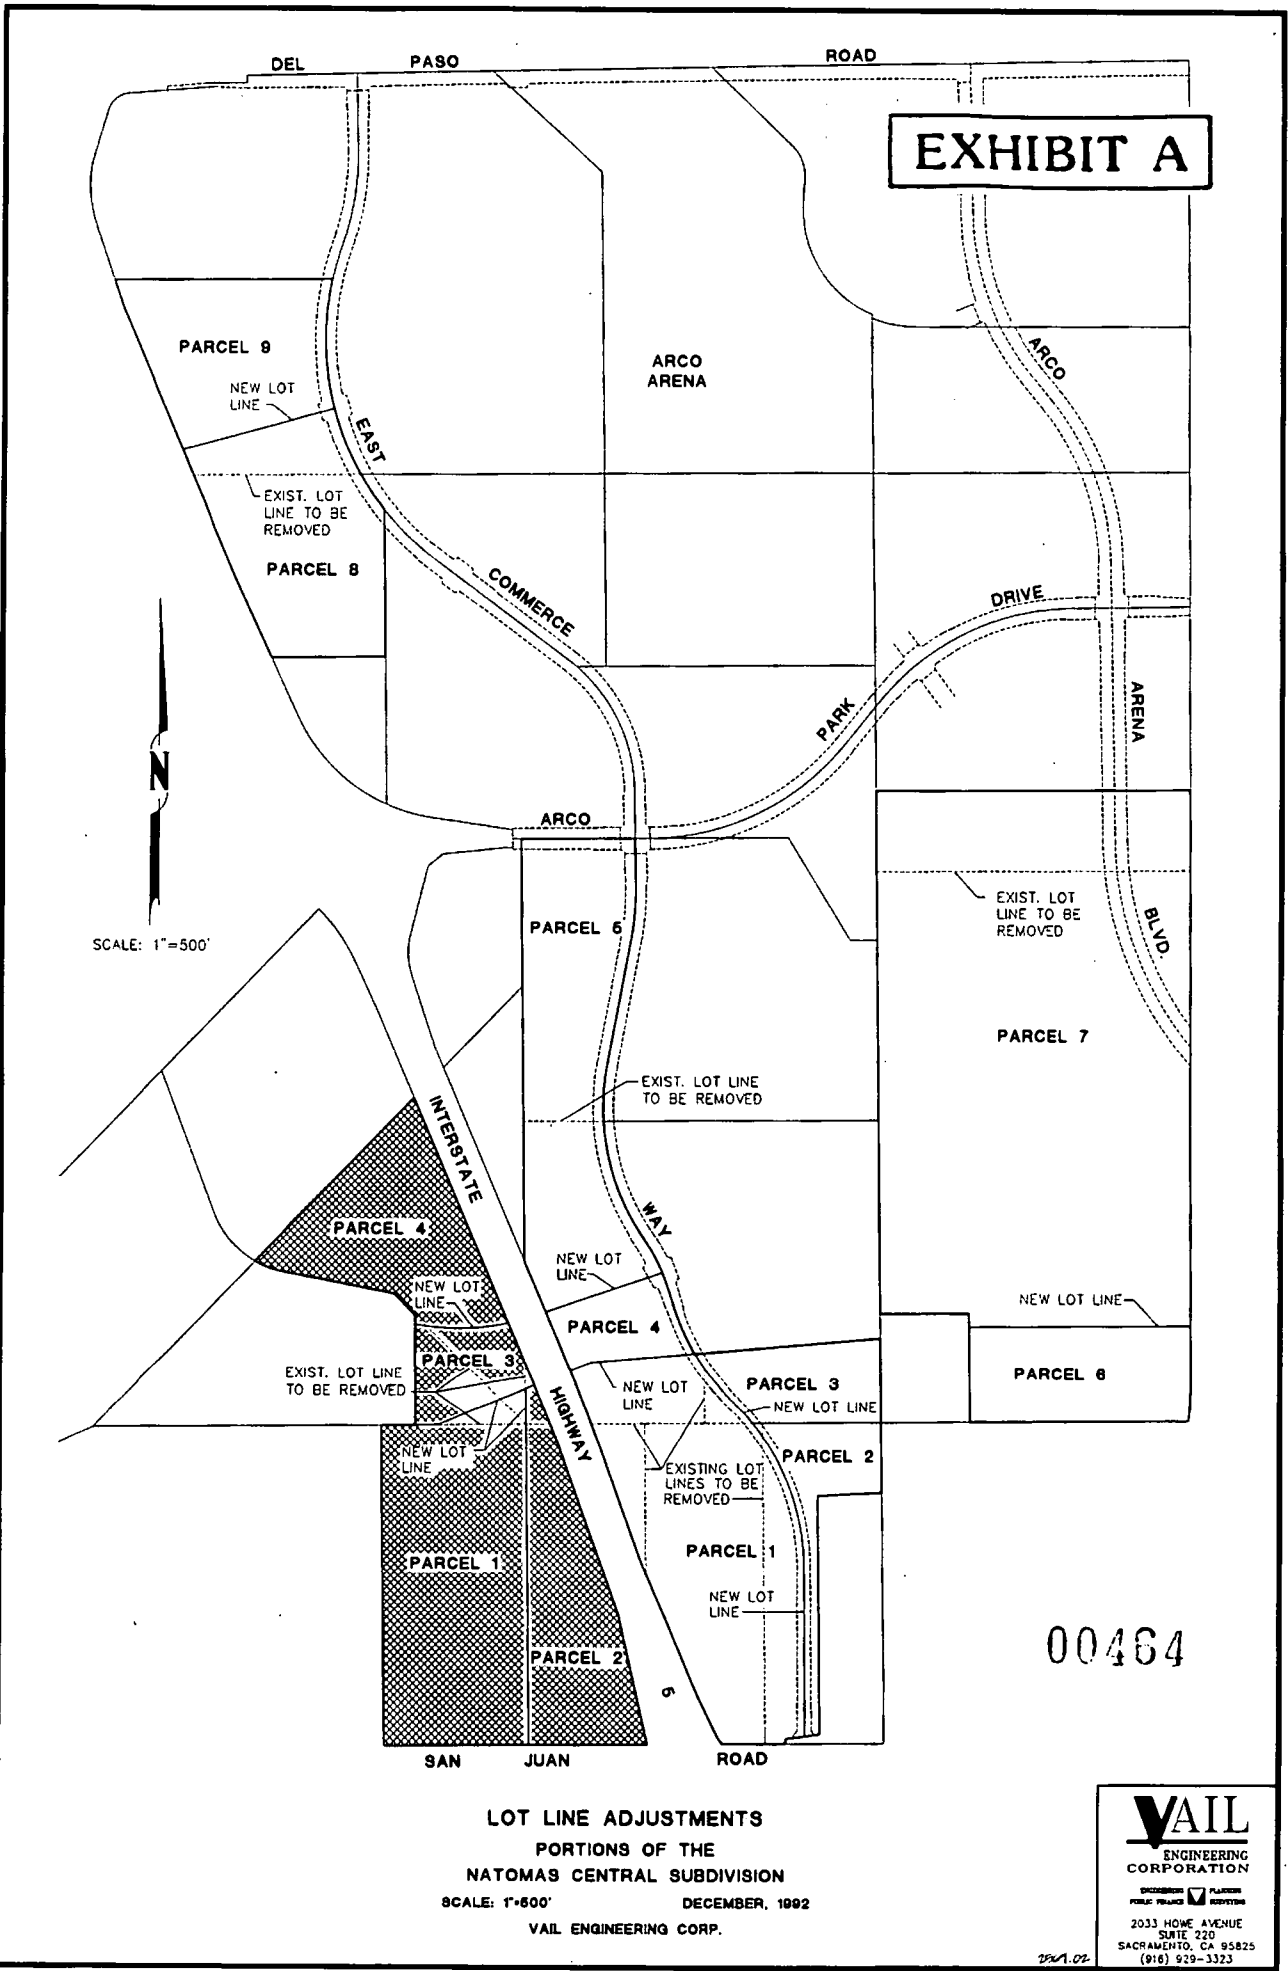 DEL PASO ROAD
EXHIBIT A
PARCEL 9
NEW LOT
LINE
ARCO
ARENA
ARCO
EAST
EXIST. LOT
LINE TO BE
REMOVED
PARCEL 8
COMMERCE
DRIVE
PARK
ARENA
N
SCALE: 1"=500'
ARCO
PARCEL 5
EXIST. LOT
LINE TO BE
REMOVED
BLVD.
PARCEL 7
EXIST. LOT LINE
TO BE REMOVED
INTERSTATE
WAY
PARCEL 4
NEW LOT
LINE
NEW LOT
LINE
NEW LOT LINE
PARCEL 4
PARCEL 3
EXIST. LOT LINE
TO BE REMOVED
PARCEL 6
HIGHWAY
NEW LOT
LINE
PARCEL 3
NEW LOT LINE
NEW LOT
LINE
PARCEL 2
EXISTING LOT
LINES TO BE
REMOVED
PARCEL 1
PARCEL 1
NEW LOT
LINE
00464
PARCEL 2
5
SAN JUAN ROAD
LOT LINE ADJUSTMENTS
PORTIONS OF THE
NATOMAS CENTRAL SUBDIVISION
SCALE: 1"=500' DECEMBER, 1992
VAIL ENGINEERING CORP.
VAIL
ENGINEERING
CORPORATION
ENGINEERING PLANNING
PUBLIC FINANCE SURVEYING
2033 HOWE AVENUE
SUITE 220
SACRAMENTO, CA 95825
(916) 929-3323